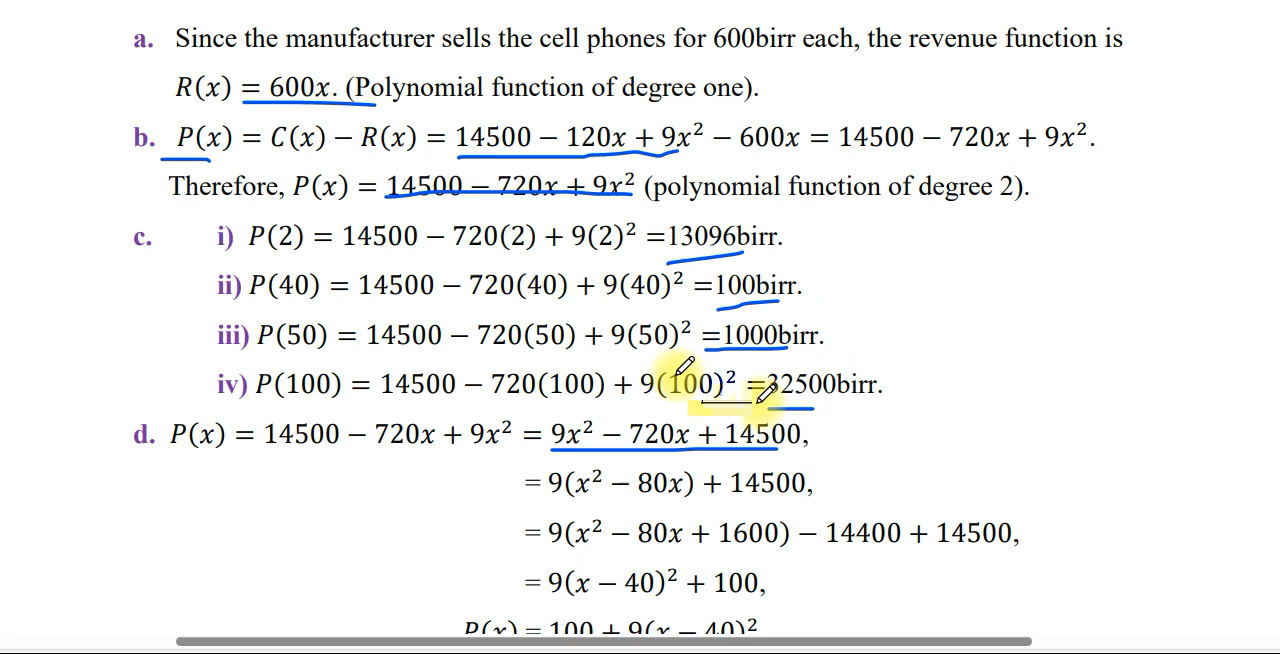 a. Since the manufacturer sells the cell phones for 600birr each, the revenue function is
R(x) = 600x. (Polynomial function of degree one).
b. P(x) = C(x) − R(x) = 14500 − 120x + 9x² − 600x = 14500 − 720x + 9x².
Therefore, P(x) = 14500 − 720x + 9x² (polynomial function of degree 2).
c. i) P(2) = 14500 − 720(2) + 9(2)² =13096birr.
ii) P(40) = 14500 − 720(40) + 9(40)² =100birr.
iii) P(50) = 14500 − 720(50) + 9(50)² =1000birr.
iv) P(100) = 14500 − 720(100) + 9(100)² =32500birr.
d. P(x) = 14500 − 720x + 9x² = 9x² − 720x + 14500,
= 9(x² − 80x) + 14500,
= 9(x² − 80x + 1600) − 14400 + 14500,
= 9(x − 40)² + 100,
P(x) = 100 + 9(x − 40)²